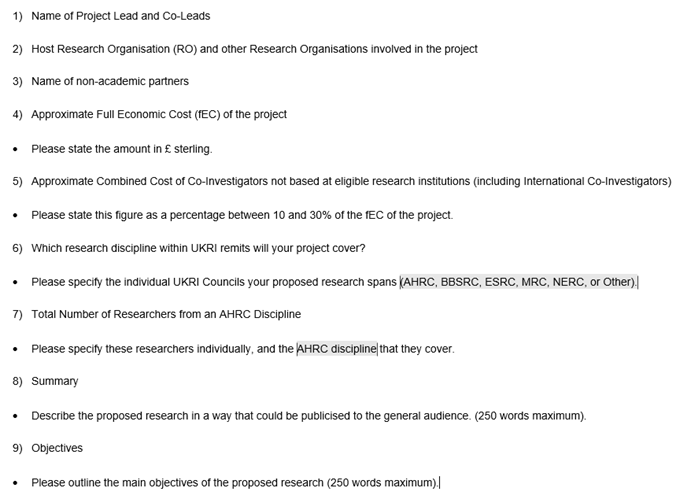 1) Name of Project Lead and Co-Leads
2) Host Research Organisation (RO) and other Research Organisations involved in the project
3) Name of non-academic partners
4) Approximate Full Economic Cost (fEC) of the project
• Please state the amount in £ sterling.
5) Approximate Combined Cost of Co-Investigators not based at eligible research institutions (including International Co-Investigators)
• Please state this figure as a percentage between 10 and 30% of the fEC of the project.
6) Which research discipline within UKRI remits will your project cover?
• Please specify the individual UKRI Councils your proposed research spans (AHRC, BBSRC, ESRC, MRC, NERC, or Other).
7) Total Number of Researchers from an AHRC Discipline
• Please specify these researchers individually, and the AHRC discipline that they cover.
8) Summary
• Describe the proposed research in a way that could be publicised to the general audience. (250 words maximum).
9) Objectives
• Please outline the main objectives of the proposed research (250 words maximum).